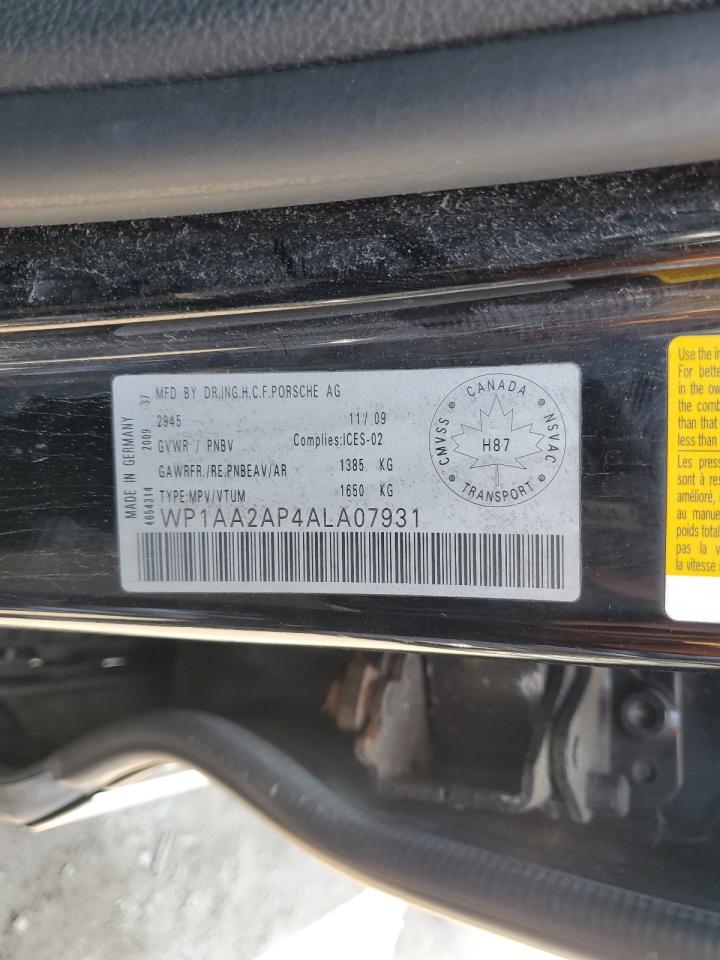 MFD BY DR.ING.H.C.F.PORSCHE AG
2945 11/09
GVWR / PNBV Complies:ICES-02
GAWRFR./RE.PNBEAV/AR 1385 KG
TYPE:MPV/VTUM 1650 KG
WP1AA2AP4ALA07931
MADE IN GERMANY
4654314 2009 37
CANADA
CMVSS
NSVAC
H87
TRANSPORT
Use the
For bette
in the ow
the comb
than that
less than
Les press
sont à res
amélioré,
au manue
poids tota
pas la v
la vitesse